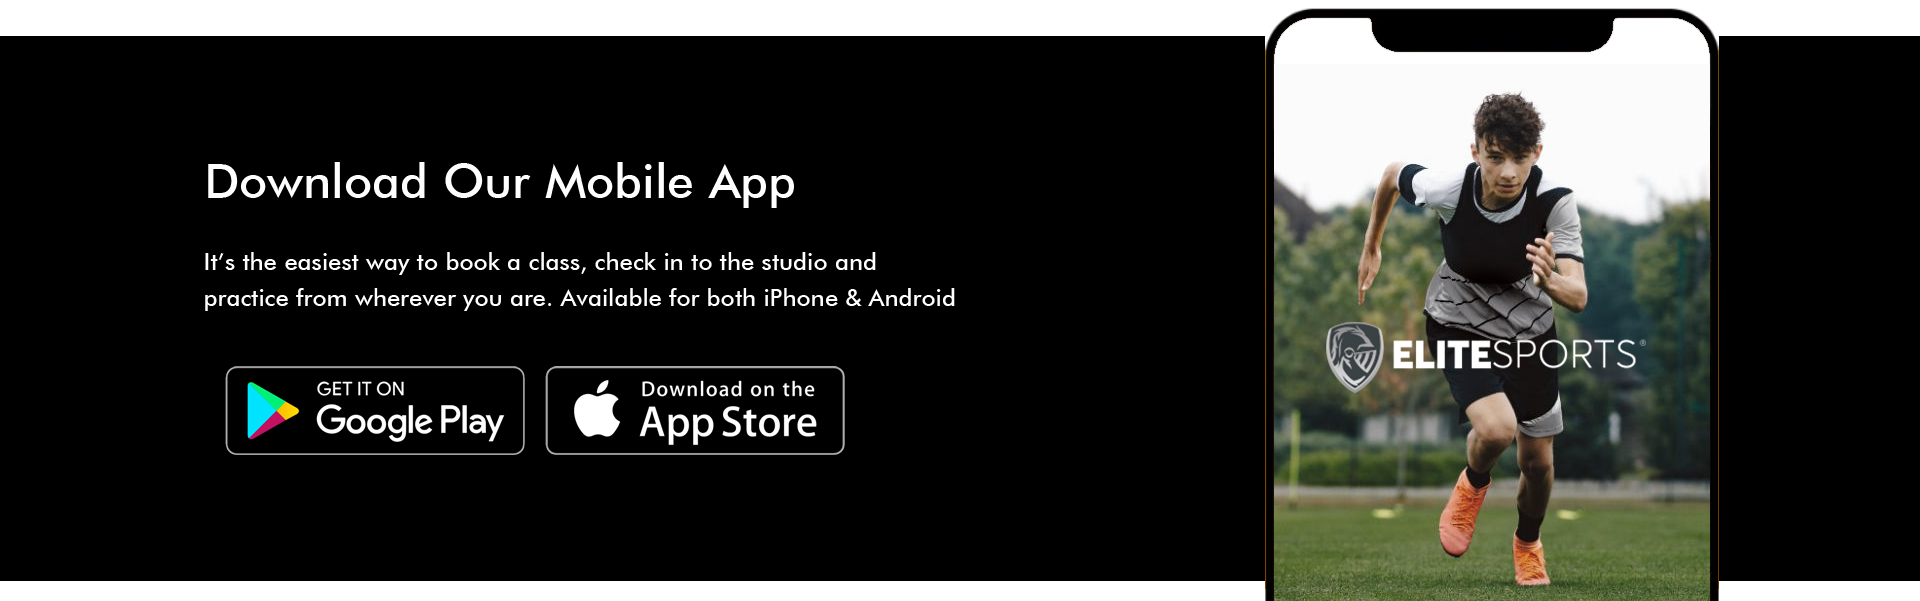 Download Our Mobile App
It’s the easiest way to book a class, check in to the studio and
practice from wherever you are. Available for both iPhone & Android
GET IT ON
Google Play
Download on the
App Store
ELITESPORTS®